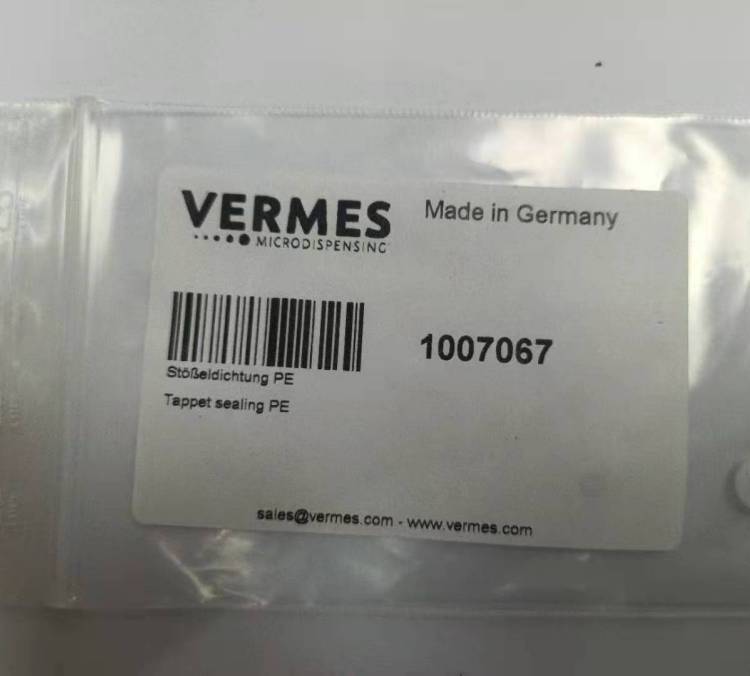 VERMES
MICRODISPENSING
Made in Germany
1007067
Stößeldichtung PE
Tappet sealing PE
sales@vermes.com - www.vermes.com